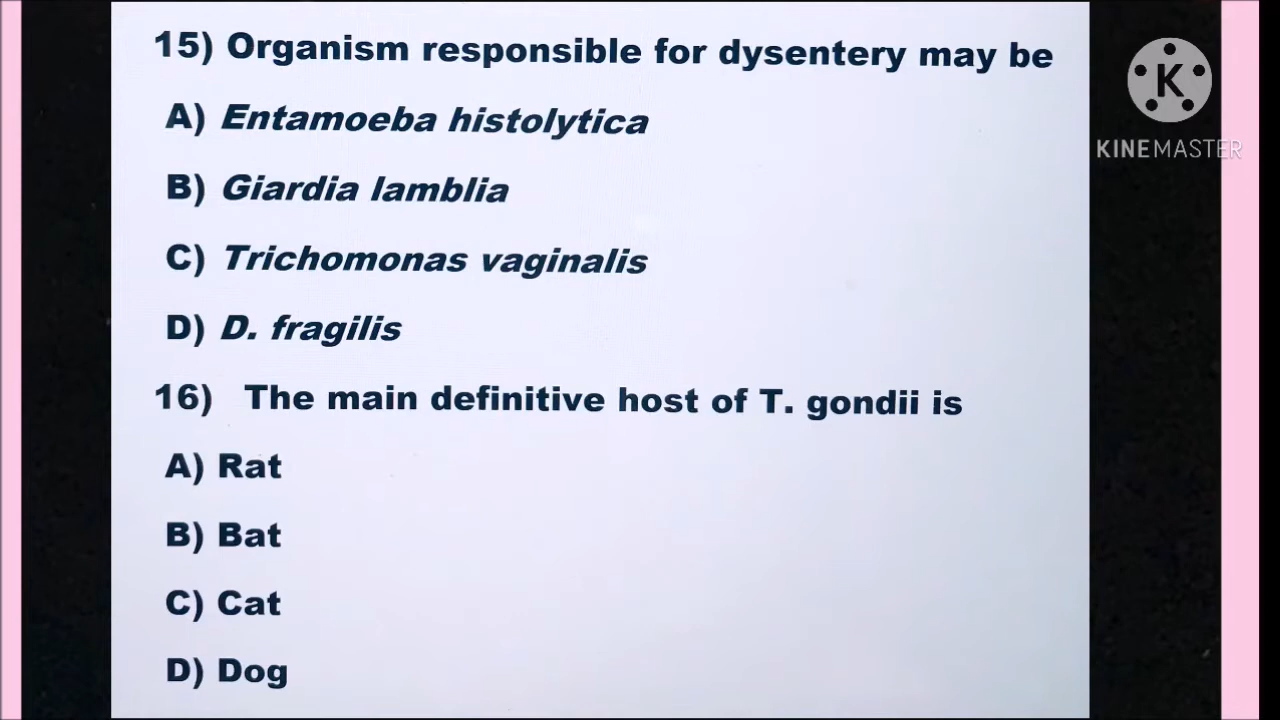 15) Organism responsible for dysentery may be
A) Entamoeba histolytica
B) Giardia lamblia
C) Trichomonas vaginalis
D) D. fragilis
16) The main definitive host of T. gondii is
A) Rat
B) Bat
C) Cat
D) Dog
K
KINEMASTER